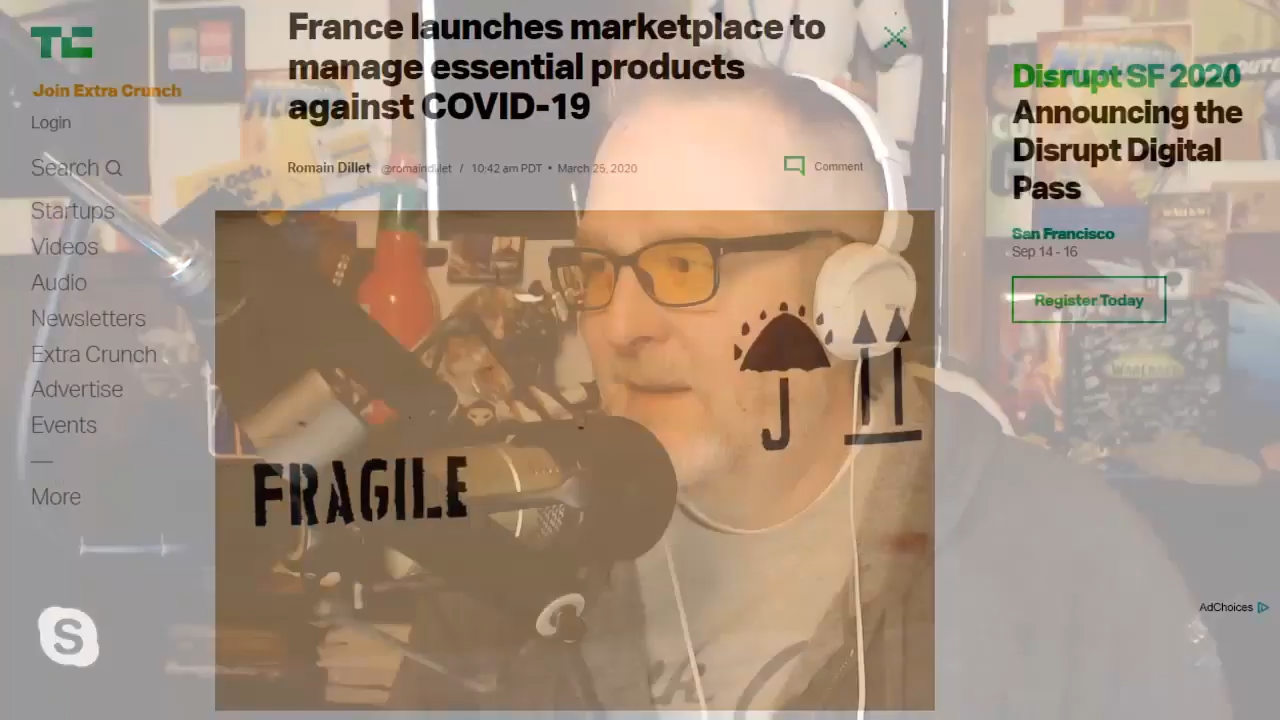 TC
Join Extra Crunch
Login
Search
Startups
Videos
Audio
Newsletters
Extra Crunch
Advertise
Events
—
More
France launches marketplace to
manage essential products
against COVID-19
Romain Dillet @romaindillet / 10:42 am PDT • March 25, 2020
Comment
FRAGILE
Disrupt SF 2020
Announcing the
Disrupt Digital
Pass
San Francisco
Sep 14 - 16
Register Today
AdChoices
S